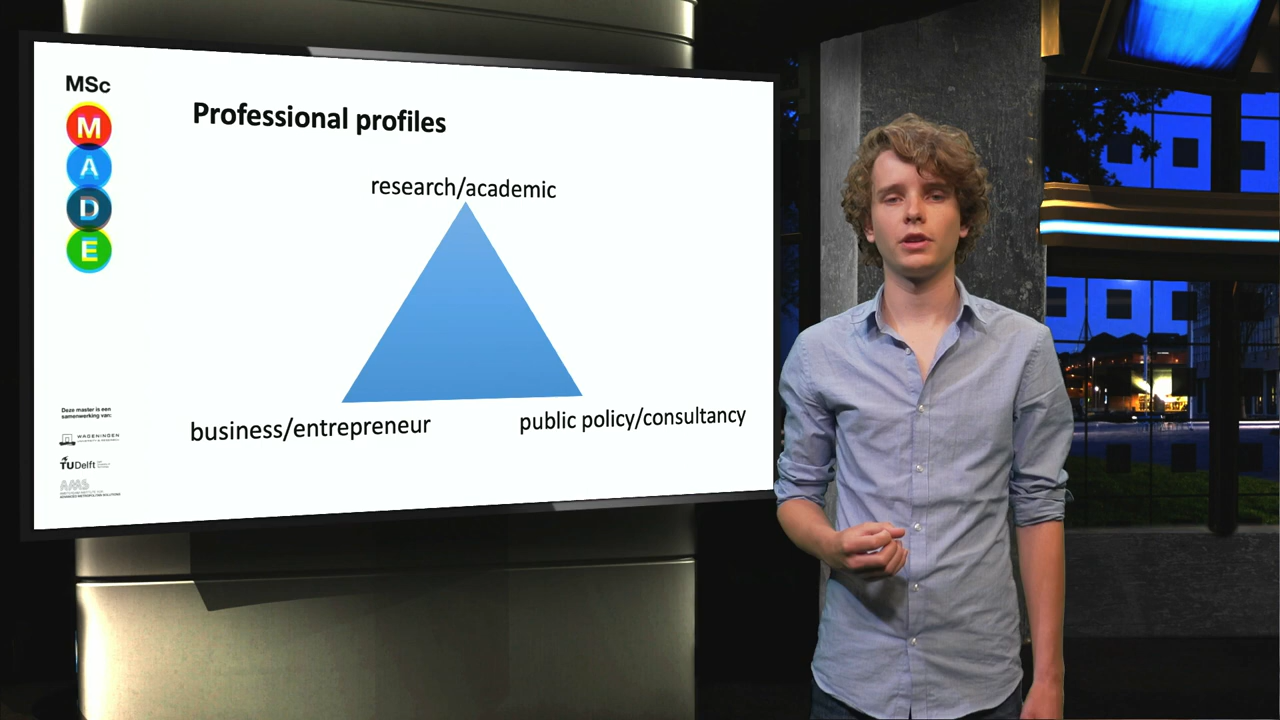 MSc
M
A
D
E
Professional profiles
research/academic
business/entrepreneur
public policy/consultancy
Deze master is een
samenwerking van:
WAGENINGEN
TUDelft
AMS